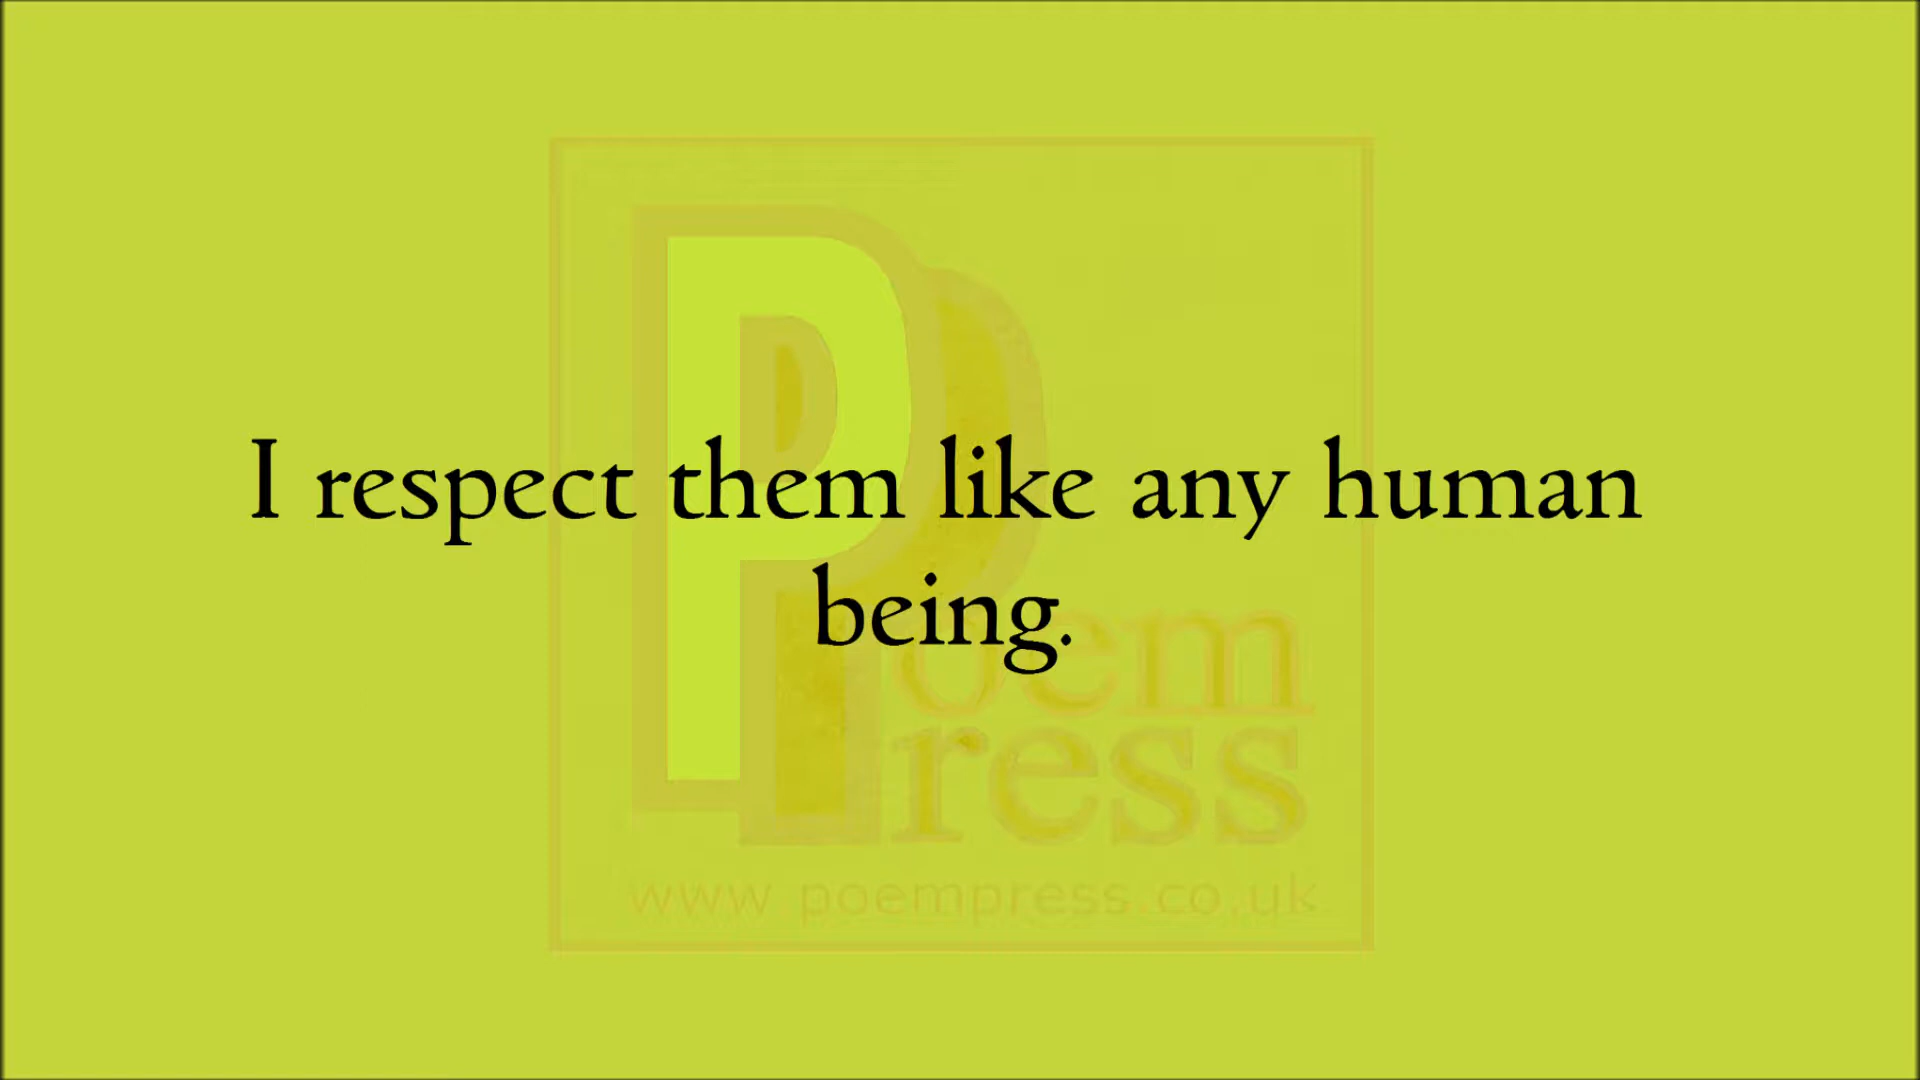 I respect them like any human
being.
Poem
Press
www.poempress.co.uk